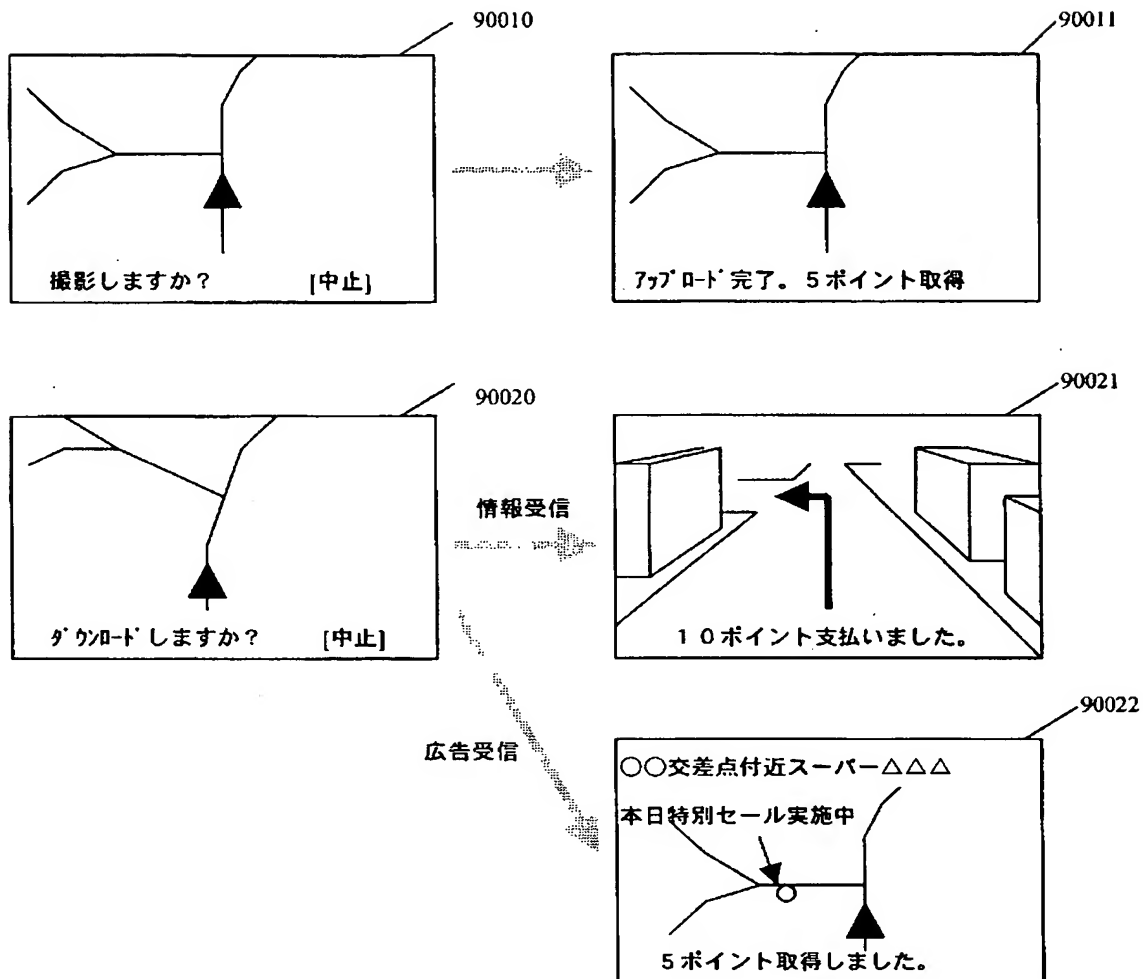 90010
90011
撮影しますか? [中止]
アップロード完了。5ポイント取得
90020
90021
情報受信
ダウンロードしますか? [中止]
10ポイント支払いました。
90022
広告受信
○○交差点付近スーパー△△△
本日特別セール実施中
5ポイント取得しました。